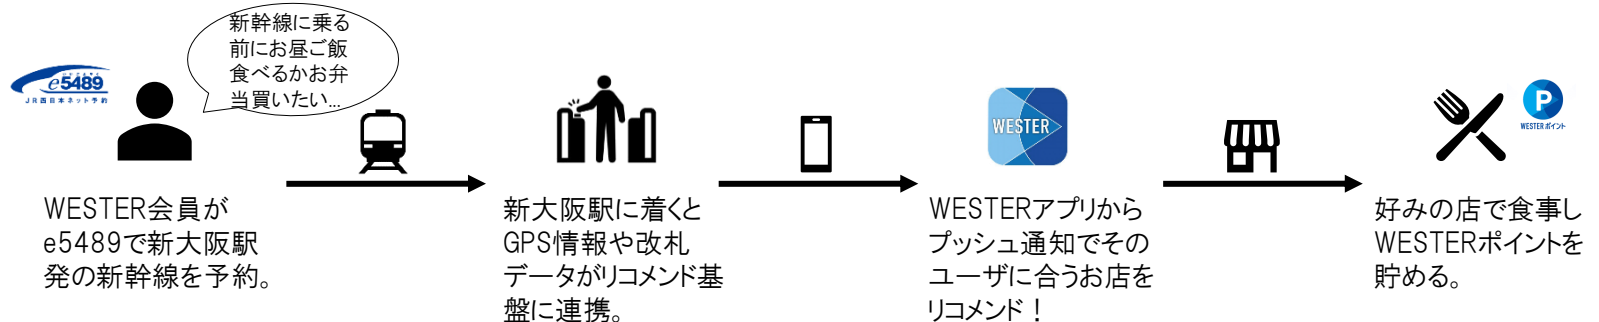 新幹線に乗る
前にお昼ご飯
食べるかお弁
当買いたい...
e5489
JR西日本ネット予約
WESTER会員が
e5489で新大阪駅
発の新幹線を予約。
新大阪駅に着くと
GPS情報や改札
データがリコメンド基
盤に連携。
WESTER
WESTERアプリから
プッシュ通知でその
ユーザに合うお店を
リコメンド！
P
WESTERポイント
好みの店で食事し
WESTERポイントを
貯める。